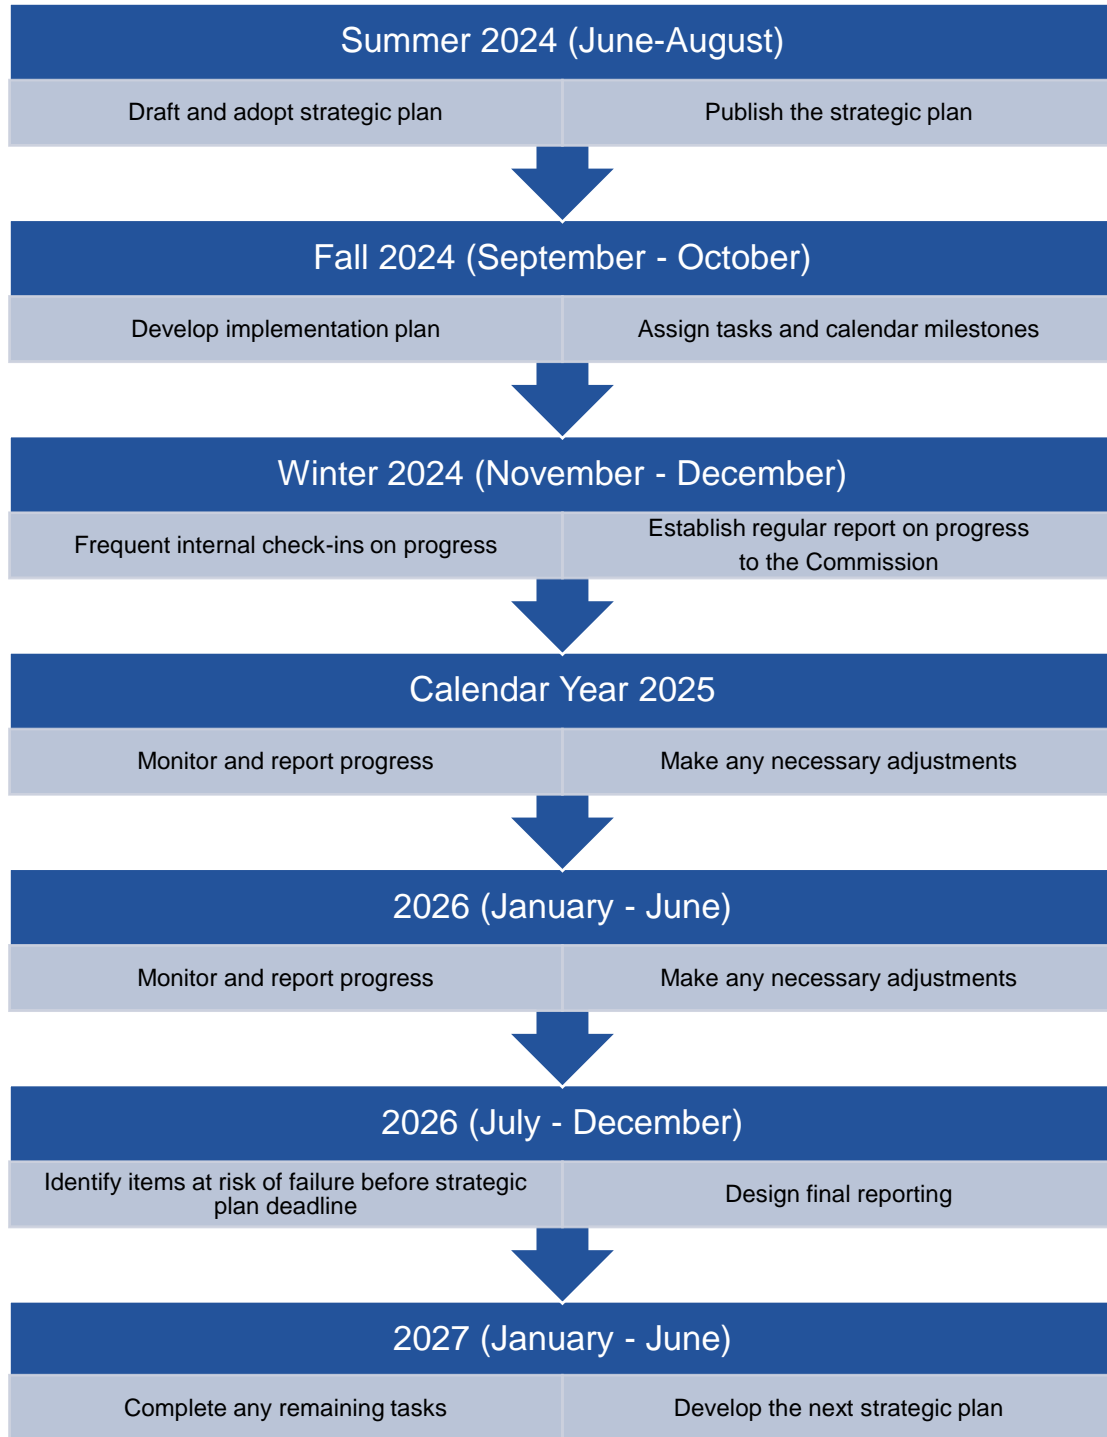 Summer 2024 (June-August)
Draft and adopt strategic plan
Publish the strategic plan
Fall 2024 (September - October)
Develop implementation plan
Assign tasks and calendar milestones
Winter 2024 (November - December)
Frequent internal check-ins on progress
Establish regular report on progress
to the Commission
Calendar Year 2025
Monitor and report progress
Make any necessary adjustments
2026 (January - June)
Monitor and report progress
Make any necessary adjustments
2026 (July - December)
Identify items at risk of failure before strategic
plan deadline
Design final reporting
2027 (January - June)
Complete any remaining tasks
Develop the next strategic plan